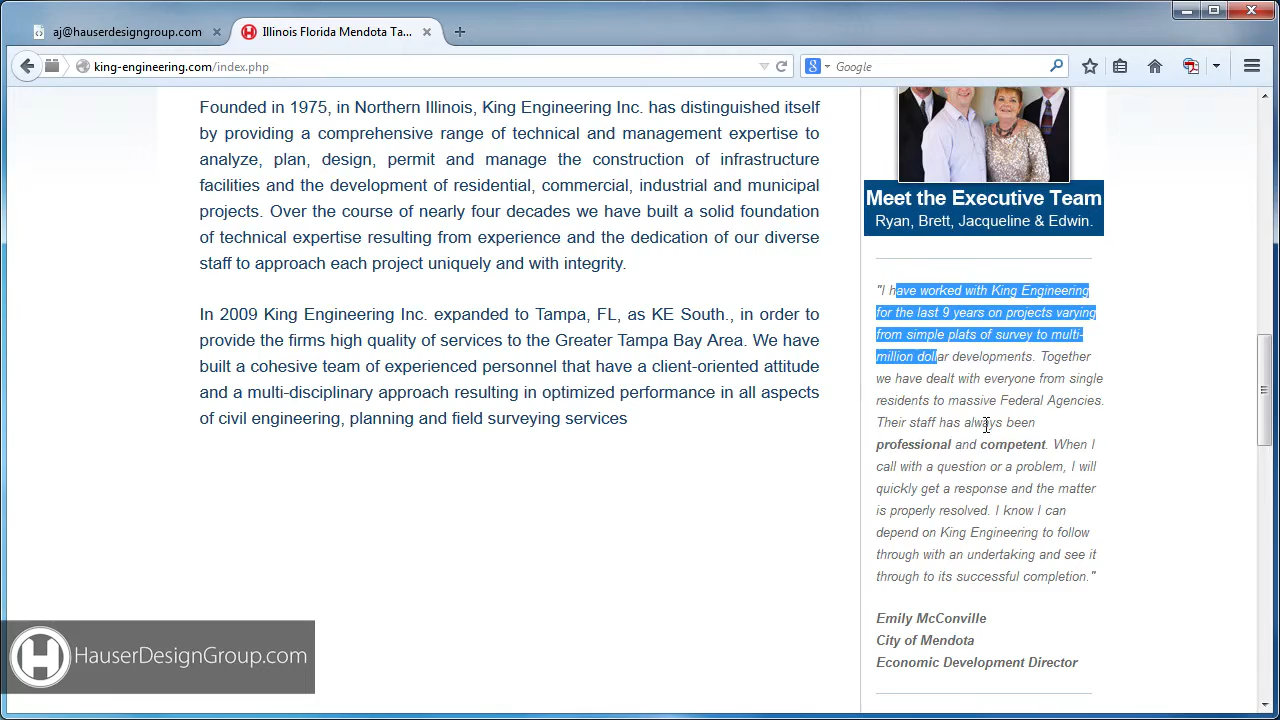 aj@hauserdesigngroup.com
Illinois Florida Mendota Ta...
king-engineering.com/index.php
Google
Founded in 1975, in Northern Illinois, King Engineering Inc. has distinguished itself
by providing a comprehensive range of technical and management expertise to
analyze, plan, design, permit and manage the construction of infrastructure
facilities and the development of residential, commercial, industrial and municipal
projects. Over the course of nearly four decades we have built a solid foundation
of technical expertise resulting from experience and the dedication of our diverse
staff to approach each project uniquely and with integrity.
In 2009 King Engineering Inc. expanded to Tampa, FL, as KE South., in order to
provide the firms high quality of services to the Greater Tampa Bay Area. We have
built a cohesive team of experienced personnel that have a client-oriented attitude
and a multi-disciplinary approach resulting in optimized performance in all aspects
of civil engineering, planning and field surveying services
Meet the Executive Team
Ryan, Brett, Jacqueline & Edwin.
"I have worked with King Engineering
for the last 9 years on projects varying
from simple plats of survey to multi-
million dollar developments. Together
we have dealt with everyone from single
residents to massive Federal Agencies.
Their staff has always been
professional and competent. When I
call with a question or a problem, I will
quickly get a response and the matter
is properly resolved. I know I can
depend on King Engineering to follow
through with an undertaking and see it
through to its successful completion."
Emily McConville
City of Mendota
Economic Development Director
HauserDesignGroup.com